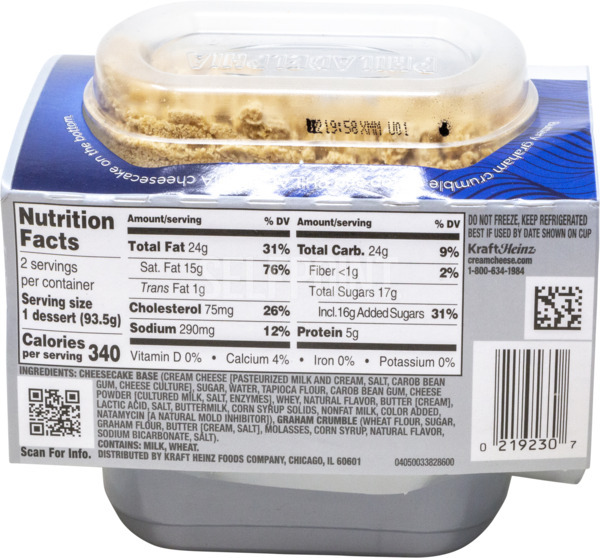 PHILADELPHIA
219:58 XMM U01
cheesecake on the bottom
buttery graham crumble
Nutrition Facts
2 servings
per container
Serving size
1 dessert (93.5g)
Calories
per serving 340
Amount/serving % DV
Total Fat 24g 31%
Sat. Fat 15g 76%
Trans Fat 1g
Cholesterol 75mg 26%
Sodium 290mg 12%
Amount/serving % DV
Total Carb. 24g 9%
Fiber <1g 2%
Total Sugars 17g
Incl.16g Added Sugars 31%
Protein 5g
Vitamin D 0% • Calcium 4% • Iron 0% • Potassium 0%
DO NOT FREEZE, KEEP REFRIGERATED
BEST IF USED BY DATE SHOWN ON CUP
KraftHeinz
creamcheese.com
1-800-634-1984
INGREDIENTS: CHEESECAKE BASE (CREAM CHEESE [PASTEURIZED MILK AND CREAM, SALT, CAROB BEAN
GUM, CHEESE CULTURE], SUGAR, WATER, TAPIOCA FLOUR, CAROB BEAN GUM, CHEESE
POWDER [CULTURED MILK, SALT, ENZYMES], WHEY, NATURAL FLAVOR, BUTTER [CREAM],
LACTIC ACID, SALT, BUTTERMILK, CORN SYRUP SOLIDS, NONFAT MILK, COLOR ADDED,
NATAMYCIN [A NATURAL MOLD INHIBITOR]), GRAHAM CRUMBLE (WHEAT FLOUR, SUGAR,
GRAHAM FLOUR, BUTTER [CREAM, SALT], MOLASSES, CORN SYRUP, NATURAL FLAVOR,
SODIUM BICARBONATE, SALT).
CONTAINS: MILK, WHEAT.
DISTRIBUTED BY KRAFT HEINZ FOODS COMPANY, CHICAGO, IL 60601
04050033828600
Scan For Info.
0 219230 7